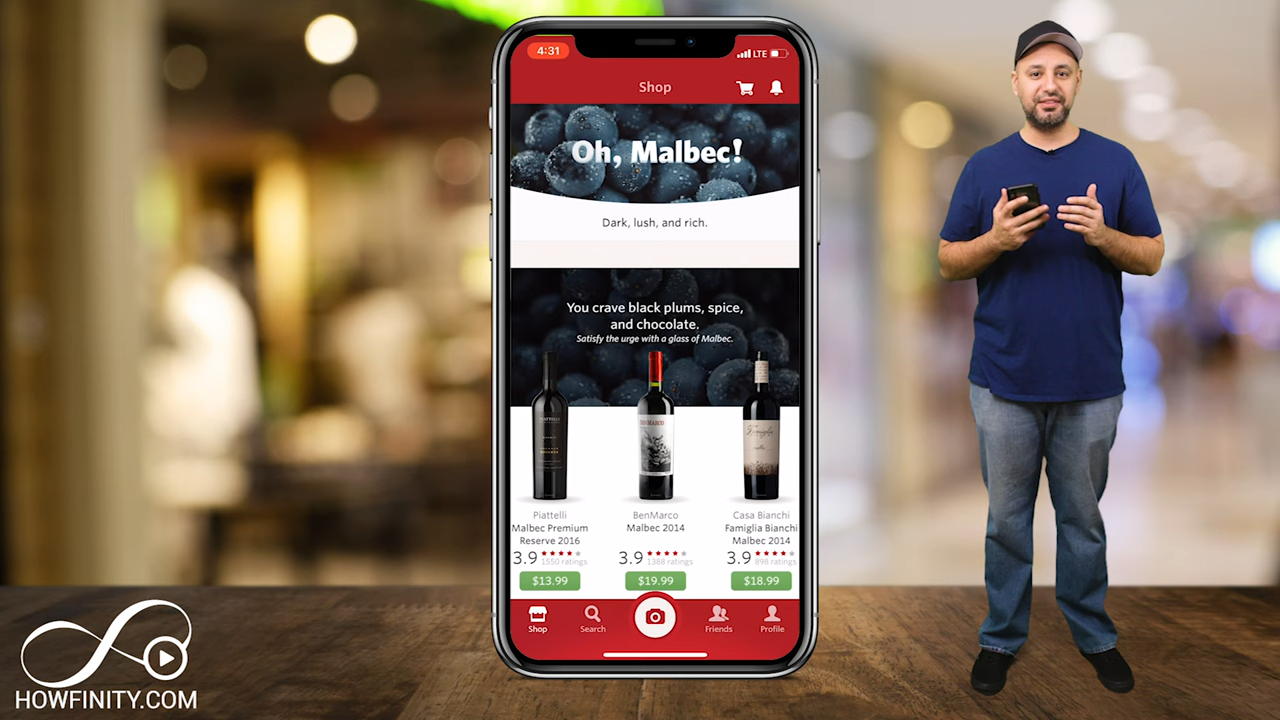 4:31
LTE
Shop
Oh, Malbec!
Dark, lush, and rich.
You crave black plums, spice,
and chocolate.
Satisfy the urge with a glass of Malbec.
PIATTELLI
BENMARCO
Famiglia
Piattelli
Malbec Premium
Reserve 2016
3.9
1550 ratings
$13.99
BenMarco
Malbec 2014
3.9
1388 ratings
$19.99
Casa Bianchi
Famiglia Bianchi
Malbec 2014
3.9
898 ratings
$18.99
Shop
Search
Friends
Profile
HOWFINITY.COM